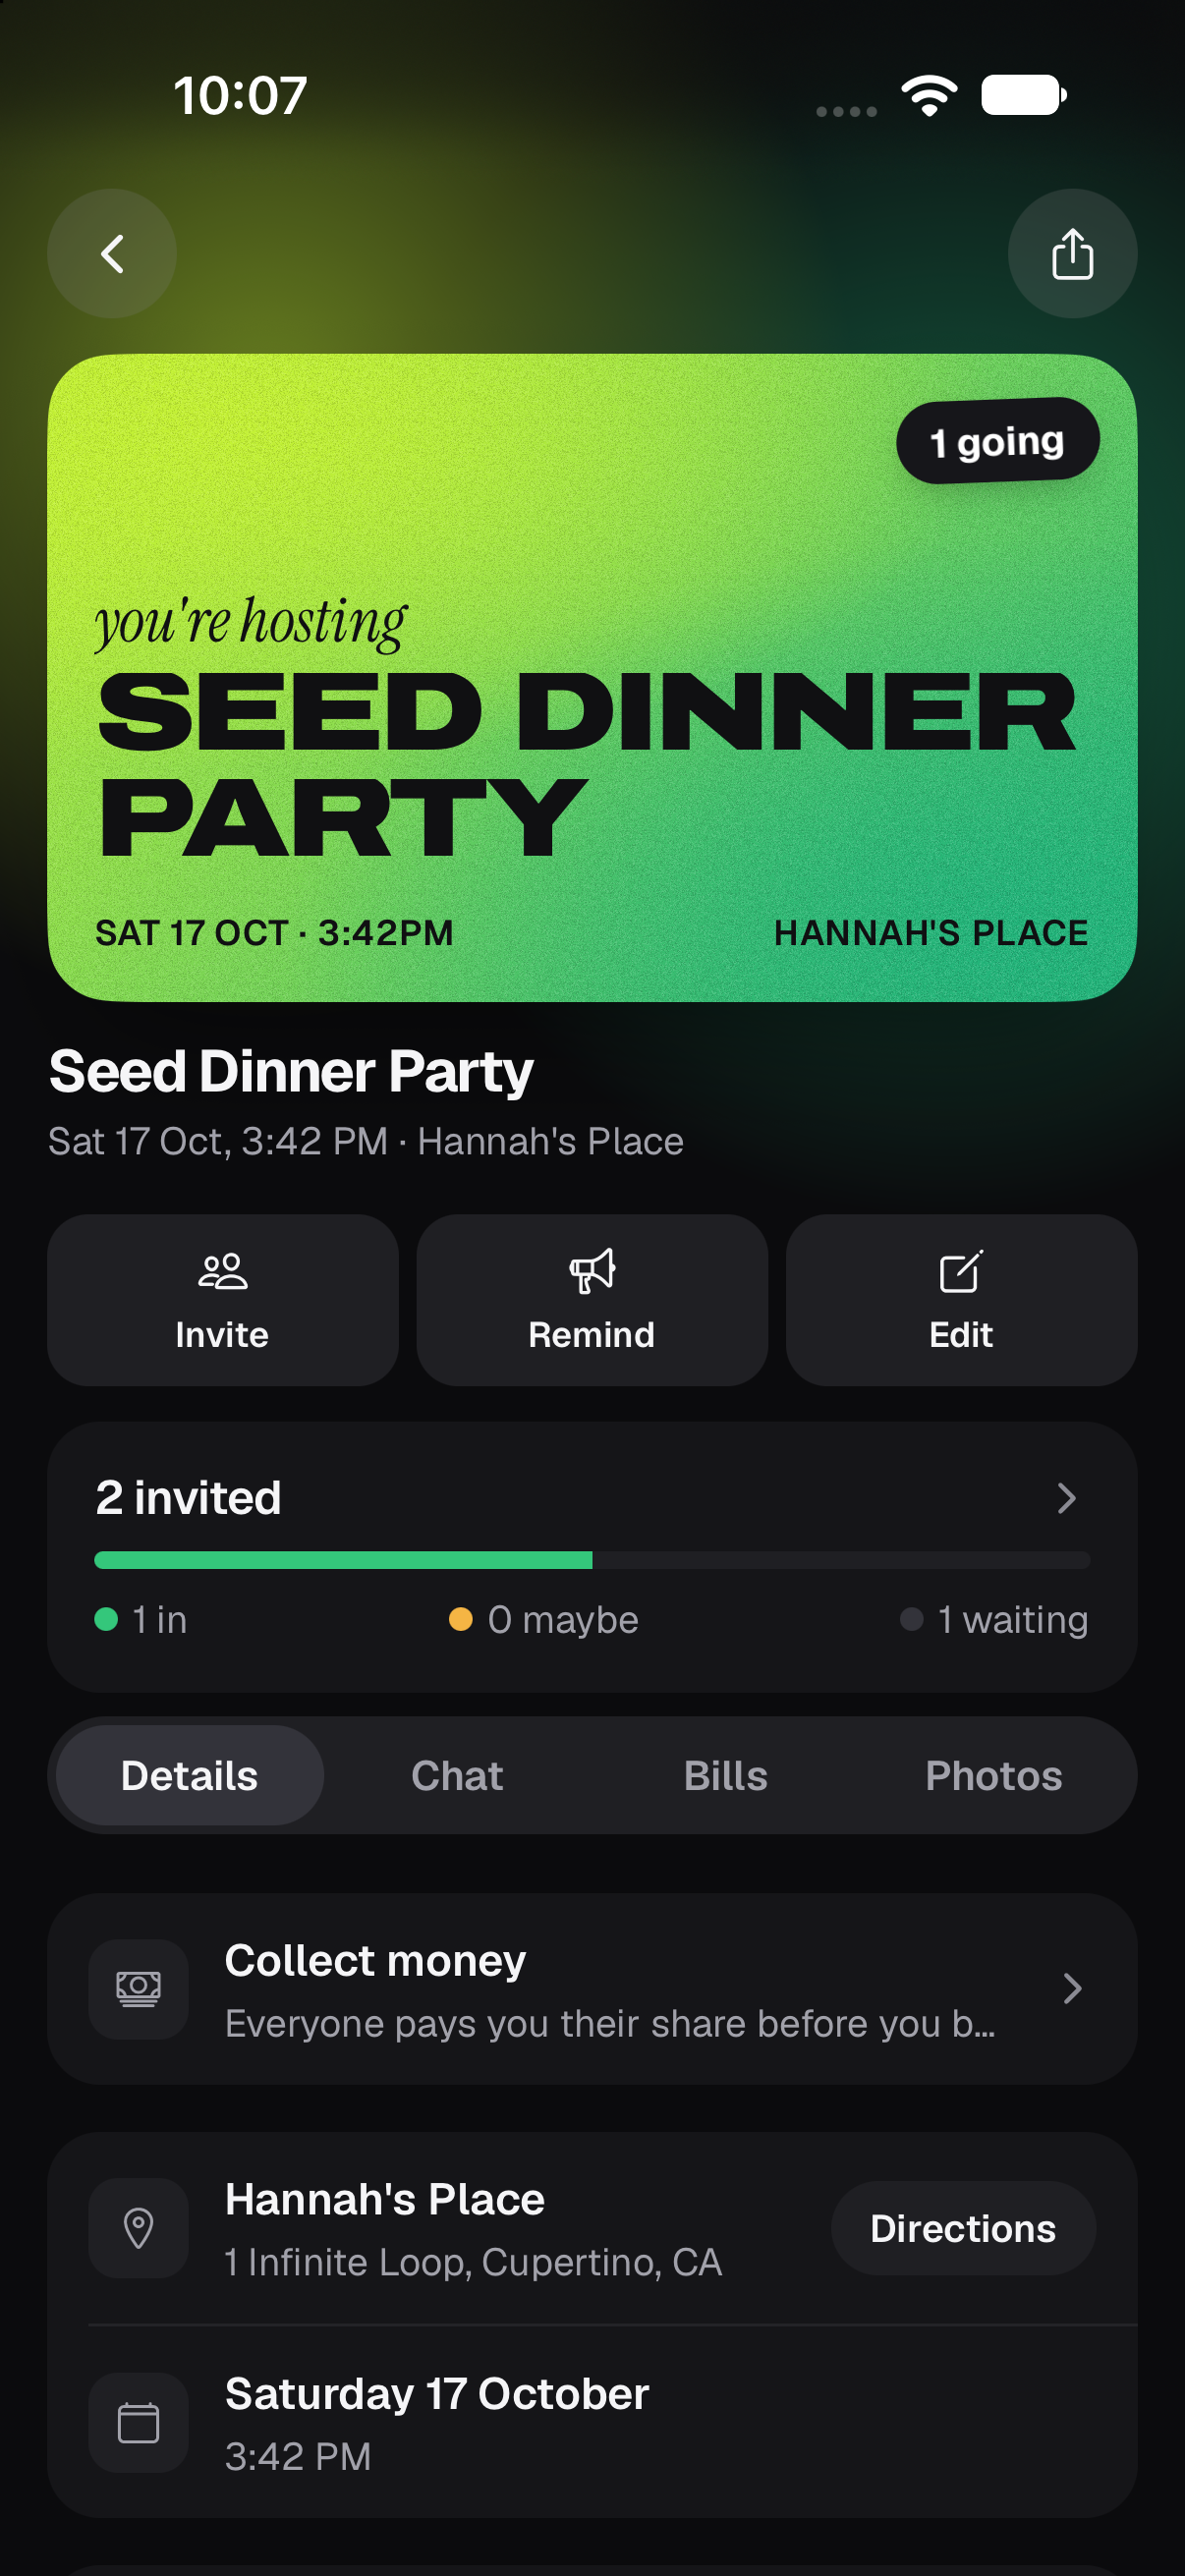 10:07
1 going
you're hosting
SEED DINNER
PARTY
SAT 17 OCT · 3:42PM
HANNAH'S PLACE
Seed Dinner Party
Sat 17 Oct, 3:42 PM · Hannah's Place
Invite
Remind
Edit
2 invited
1 in
0 maybe
1 waiting
Details
Chat
Bills
Photos
Collect money
Everyone pays you their share before you b...
Hannah's Place
1 Infinite Loop, Cupertino, CA
Directions
Saturday 17 October
3:42 PM